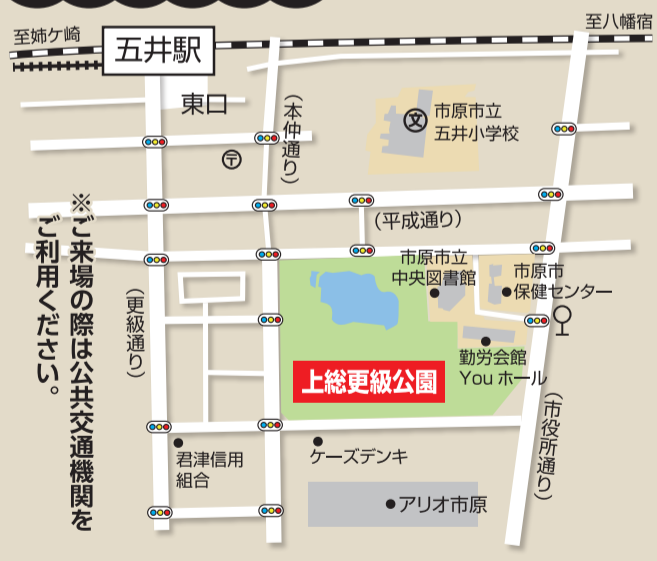 至姉ケ崎
至八幡宿
五井駅
東口
(本仲通り)
文
市原市立
五井小学校
〒
(平成通り)
※ご来場の際は公共交通機関を
ご利用ください。
(更級通り)
市原市立
中央図書館
市原市
保健センター
上総更級公園
勤労会館
Youホール
(市役所通り)
君津信用
組合
ケーズデンキ
アリオ市原